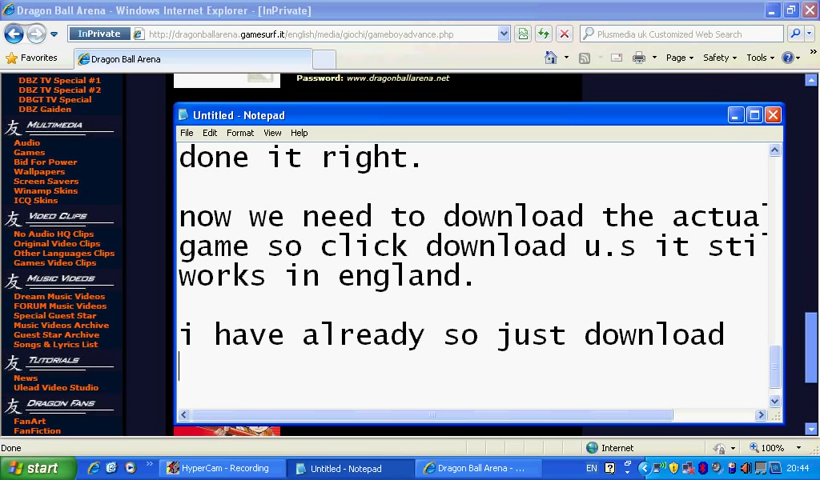 Dragon Ball Arena - Windows Internet Explorer - [InPrivate]
InPrivate
http://dragonballarena.gamesurf.it/english/media/giochi/gameboyadvance.php
Plusmedia uk Customized Web Search
Favorites
Dragon Ball Arena
Page
Safety
Tools
DBZ TV Special #1
DBZ TV Special #2
DBGT TV Special
DBZ Gaiden
Multimedia
Audio
Games
Bid For Power
Wallpapers
Screen Savers
Winamp Skins
ICQ Skins
Video Clips
No Audio HQ Clips
Original Video Clips
Other Languages Clips
Games Video Clips
Music Videos
Dream Music Videos
FORUM Music Videos
Special Guest Star
Music Videos Archive
Guest Star Archive
Songs & Lyrics List
Tutorials
News
Ulead Video Studio
Dragon Fans
FanArt
FanFiction
Password: www.dragonballarena.net
Untitled - Notepad
File Edit Format View Help
done it right.
now we need to download the actual
game so click download u.s it sti
works in england.
i have already so just download
Done
Internet
100%
start
HyperCam - Recording
Untitled - Notepad
Dragon Ball Arena - ...
EN
20:44